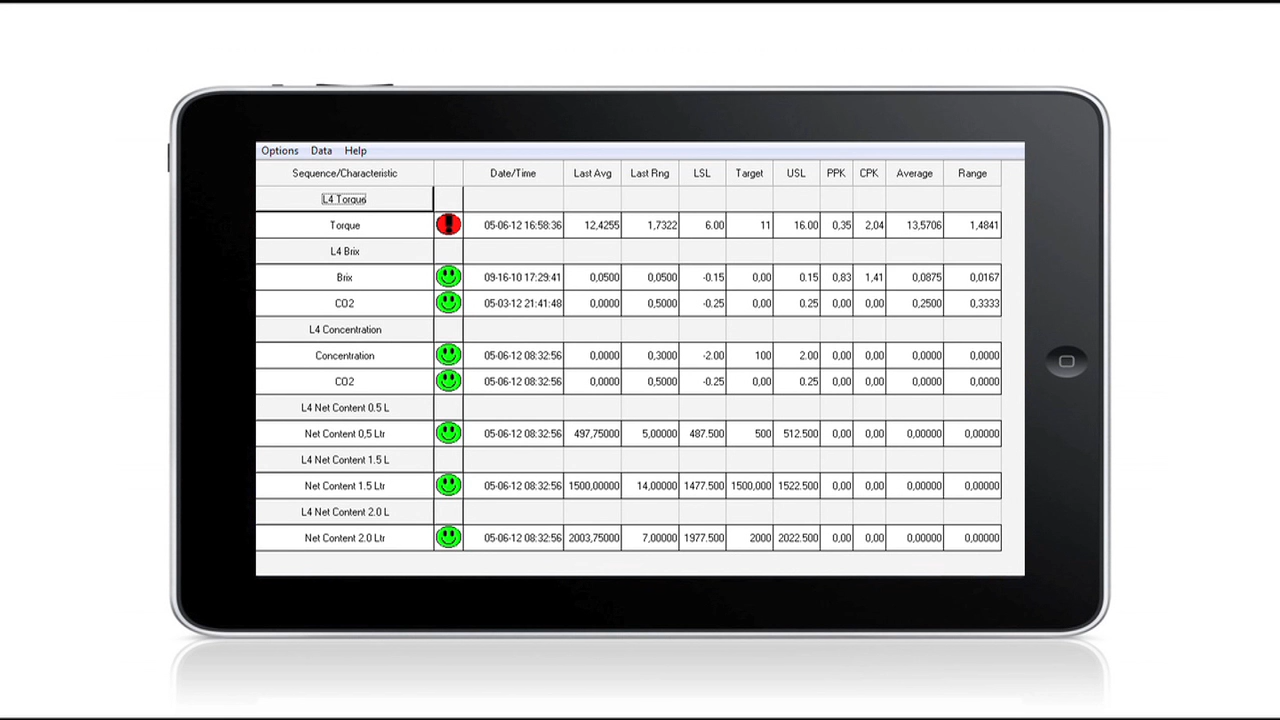 Options Data Help
Sequence/Characteristic Date/Time Last Avg Last Rng LSL Target USL PPK CPK Average Range
L4 Torque
Torque 05-06-12 16:58:36 12,4255 1,7322 6.00 11 16.00 0,35 2,04 13,5706 1,4841
L4 Brix
Brix 09-16-10 17:29:41 0,0500 0,0500 -0.15 0,00 0.15 0,83 1,41 0,0875 0,0167
CO2 05-03-12 21:41:48 0,0000 0,5000 -0.25 0,00 0.25 0,00 0,00 0,2500 0,3333
L4 Concentration
Concentration 05-06-12 08:32:56 0,0000 0,3000 -2.00 100 2.00 0,00 0,00 0,0000 0,0000
CO2 05-06-12 08:32:56 0,0000 0,5000 -0.25 0,00 0.25 0,00 0,00 0,0000 0,0000
L4 Net Content 0.5 L
Net Content 0,5 Ltr 05-06-12 08:32:56 497,75000 5,00000 487.500 500 512.500 0,00 0,00 0,00000 0,00000
L4 Net Content 1.5 L
Net Content 1.5 Ltr 05-06-12 08:32:56 1500,00000 14,00000 1477.500 1500,000 1522.500 0,00 0,00 0,00000 0,00000
L4 Net Content 2.0 L
Net Content 2.0 Ltr 05-06-12 08:32:56 2003,75000 7,00000 1977.500 2000 2022.500 0,00 0,00 0,00000 0,00000